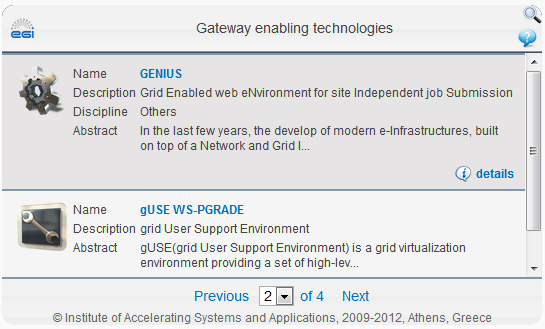 egi
Gateway enabling technologies
Name GENIUS
Description Grid Enabled web eNvironment for site Independent job Submission
Discipline Others
Abstract In the last few years, the develop of modern e-Infrastructures, built
on top of a Network and Grid I...
details
Name gUSE WS-PGRADE
Description grid User Support Environment
Abstract gUSE(grid User Support Environment) is a grid virtualization
environment providing a set of high-lev...
Previous 2 of 4 Next
© Institute of Accelerating Systems and Applications, 2009-2012, Athens, Greece